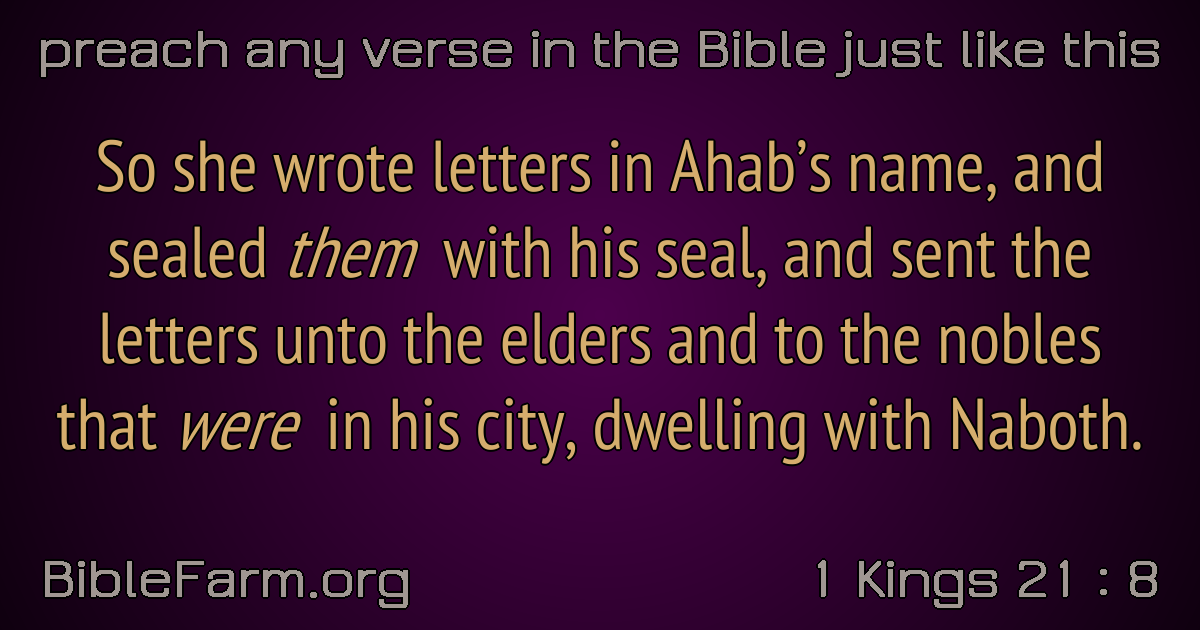 preach any verse in the Bible just like this
So she wrote letters in Ahab’s name, and
sealed them with his seal, and sent the
letters unto the elders and to the nobles
that were in his city, dwelling with Naboth.
BibleFarm.org
1 Kings 21 : 8